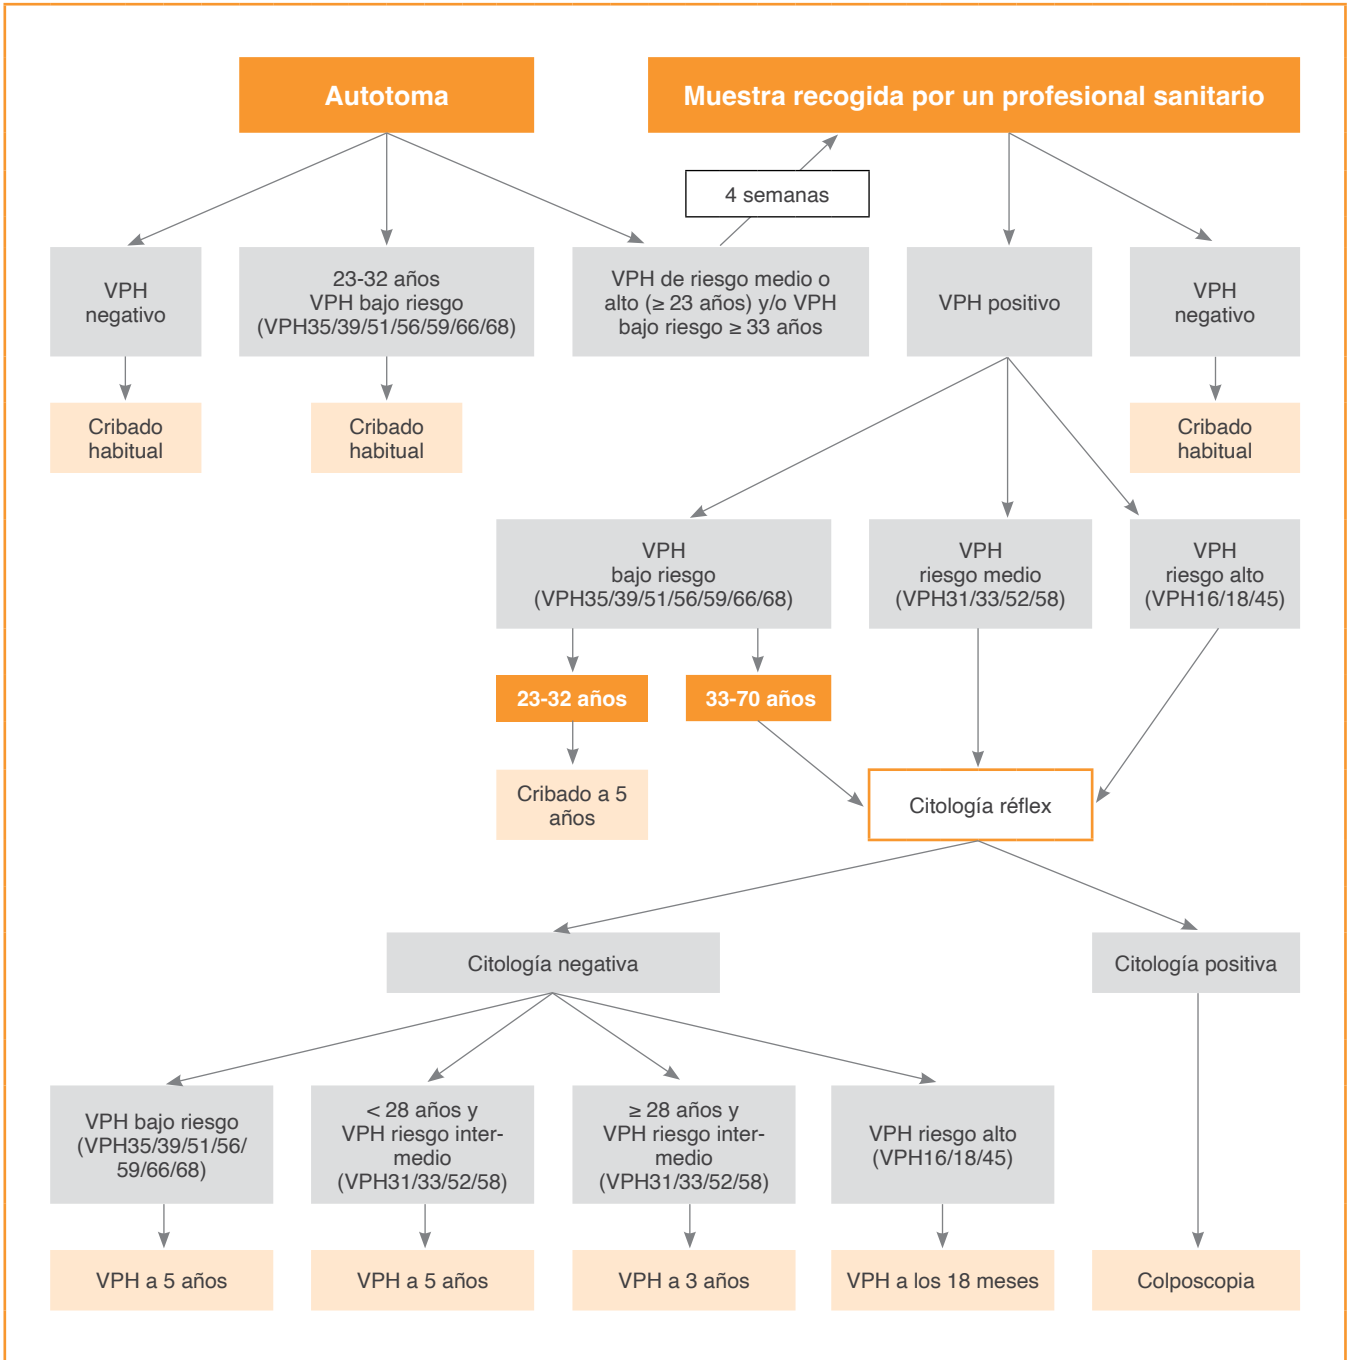 Autotoma
Muestra recogida por un profesional sanitario
4 semanas
VPH
negativo
23-32 años
VPH bajo riesgo
(VPH35/39/51/56/59/66/68)
VPH de riesgo medio o
alto (≥ 23 años) y/o VPH
bajo riesgo ≥ 33 años
VPH positivo
VPH
negativo
Cribado
habitual
Cribado
habitual
Cribado
habitual
VPH
bajo riesgo
(VPH35/39/51/56/59/66/68)
VPH
riesgo medio
(VPH31/33/52/58)
VPH
riesgo alto
(VPH16/18/45)
23-32 años
33-70 años
Cribado a 5
años
Citología réflex
Citología negativa
Citología positiva
VPH bajo riesgo
(VPH35/39/51/56/
59/66/68)
< 28 años y
VPH riesgo inter-
medio
(VPH31/33/52/58)
≥ 28 años y
VPH riesgo inter-
medio
(VPH31/33/52/58)
VPH riesgo alto
(VPH16/18/45)
VPH a 5 años
VPH a 5 años
VPH a 3 años
VPH a los 18 meses
Colposcopia